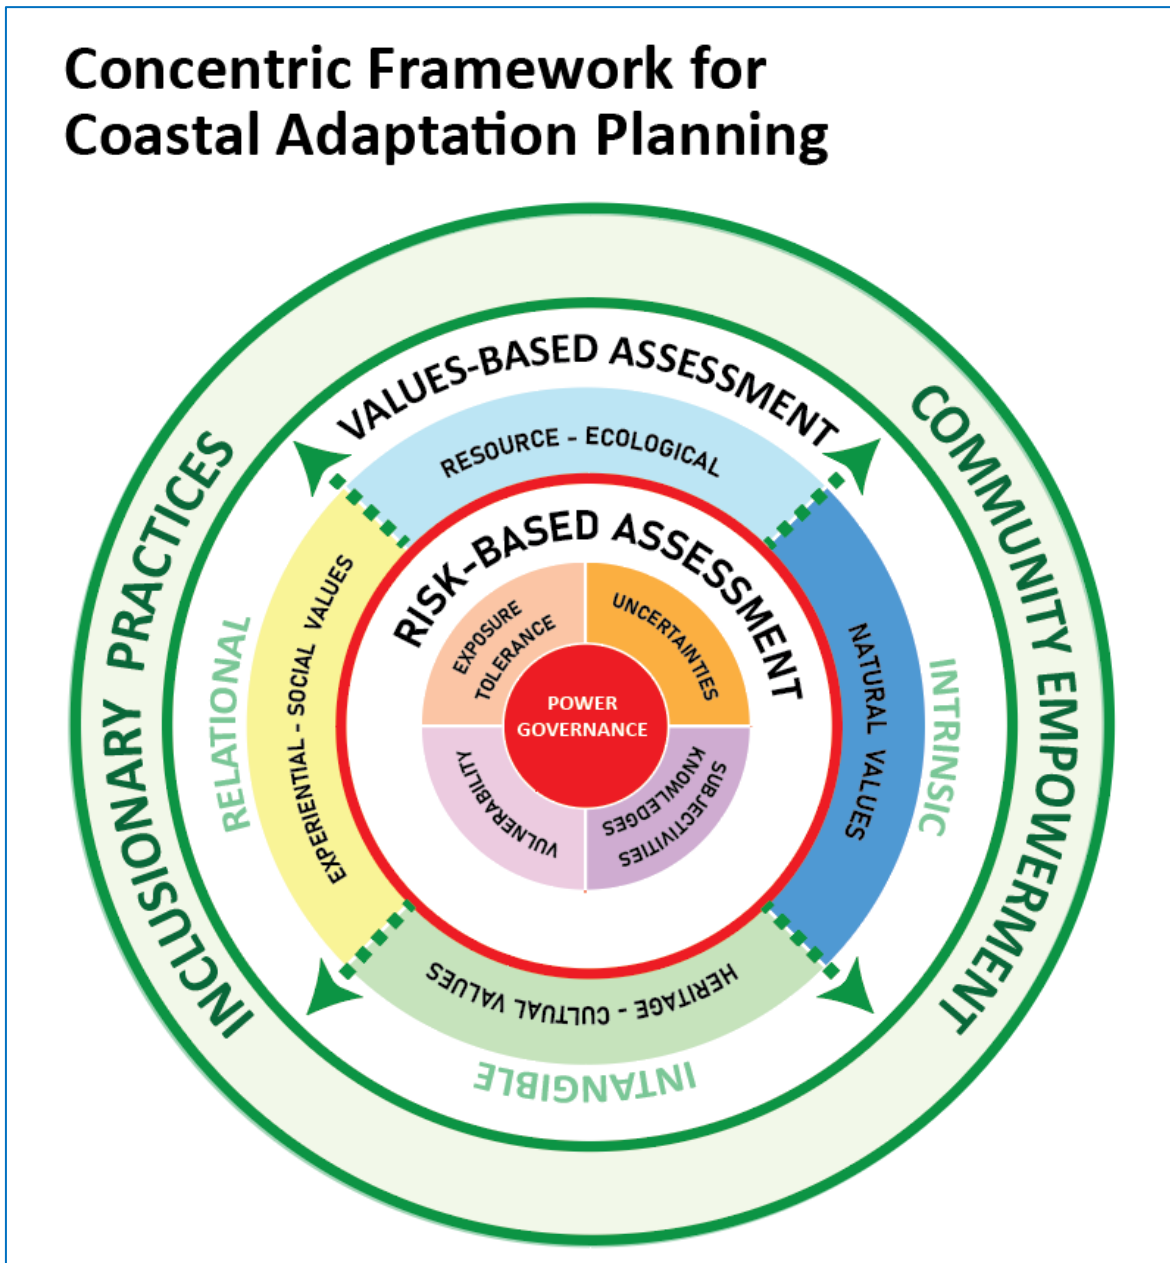 Concentric Framework for
Coastal Adaptation Planning
VALUES-BASED ASSESSMENT
RESOURCE - ECOLOGICAL
RISK-BASED ASSESSMENT
EXPOSURE
TOLERANCE
UNCERTAINTIES
POWER
GOVERNANCE
VULNERABILITY
SUBJECTIVITIES
KNOWLEDGES
INCLUSIONARY PRACTICES
RELATIONAL
EXPERIENTIAL - SOCIAL VALUES
NATURAL VALUES
INTRINSIC
COMMUNITY EMPOWERMENT
HERITAGE - CULTUAL VALUES
INTANGIBLE